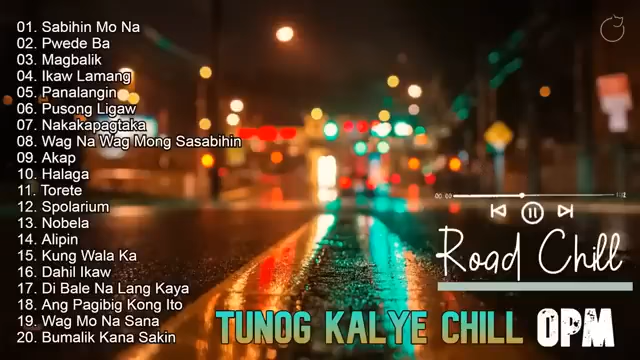 01. Sabihin Mo Na
02. Pwede Ba
03. Magbalik
04. Ikaw Lamang
05. Panalangin
06. Pusong Ligaw
07. Nakakapagtaka
08. Wag Na Wag Mong Sasabihin
09. Akap
10. Halaga
11. Torete
12. Spolarium
13. Nobela
14. Alipin
15. Kung Wala Ka
16. Dahil Ikaw
17. Di Bale Na Lang Kaya
18. Ang Pagibig Kong Ito
19. Wag Mo Na Sana
20. Bumalik Kana Sakin
00:00
Road Chill
TUNOG KALYE CHILL OPM